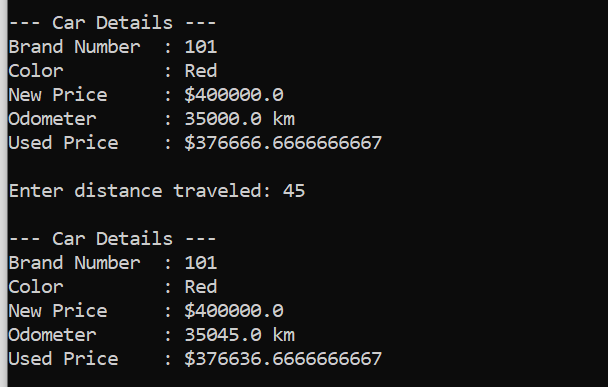 --- Car Details ---
Brand Number  : 101
Color         : Red
New Price     : $400000.0
Odometer      : 35000.0 km
Used Price    : $376666.6666666667
Enter distance traveled: 45
--- Car Details ---
Brand Number  : 101
Color         : Red
New Price     : $400000.0
Odometer      : 35045.0 km
Used Price    : $376636.6666666667